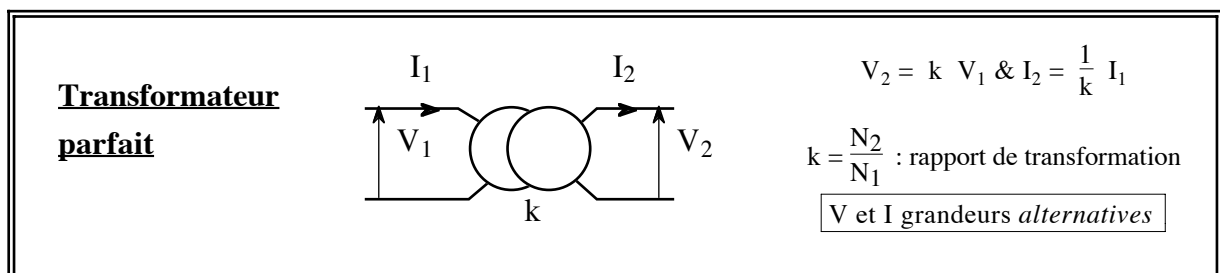 Transformateur
parfait
I₁
I₂
V₁
V₂
k
V₂ = k V₁ & I₂ = 1/k I₁
k = N₂/N₁ : rapport de transformation
V et I grandeurs alternatives